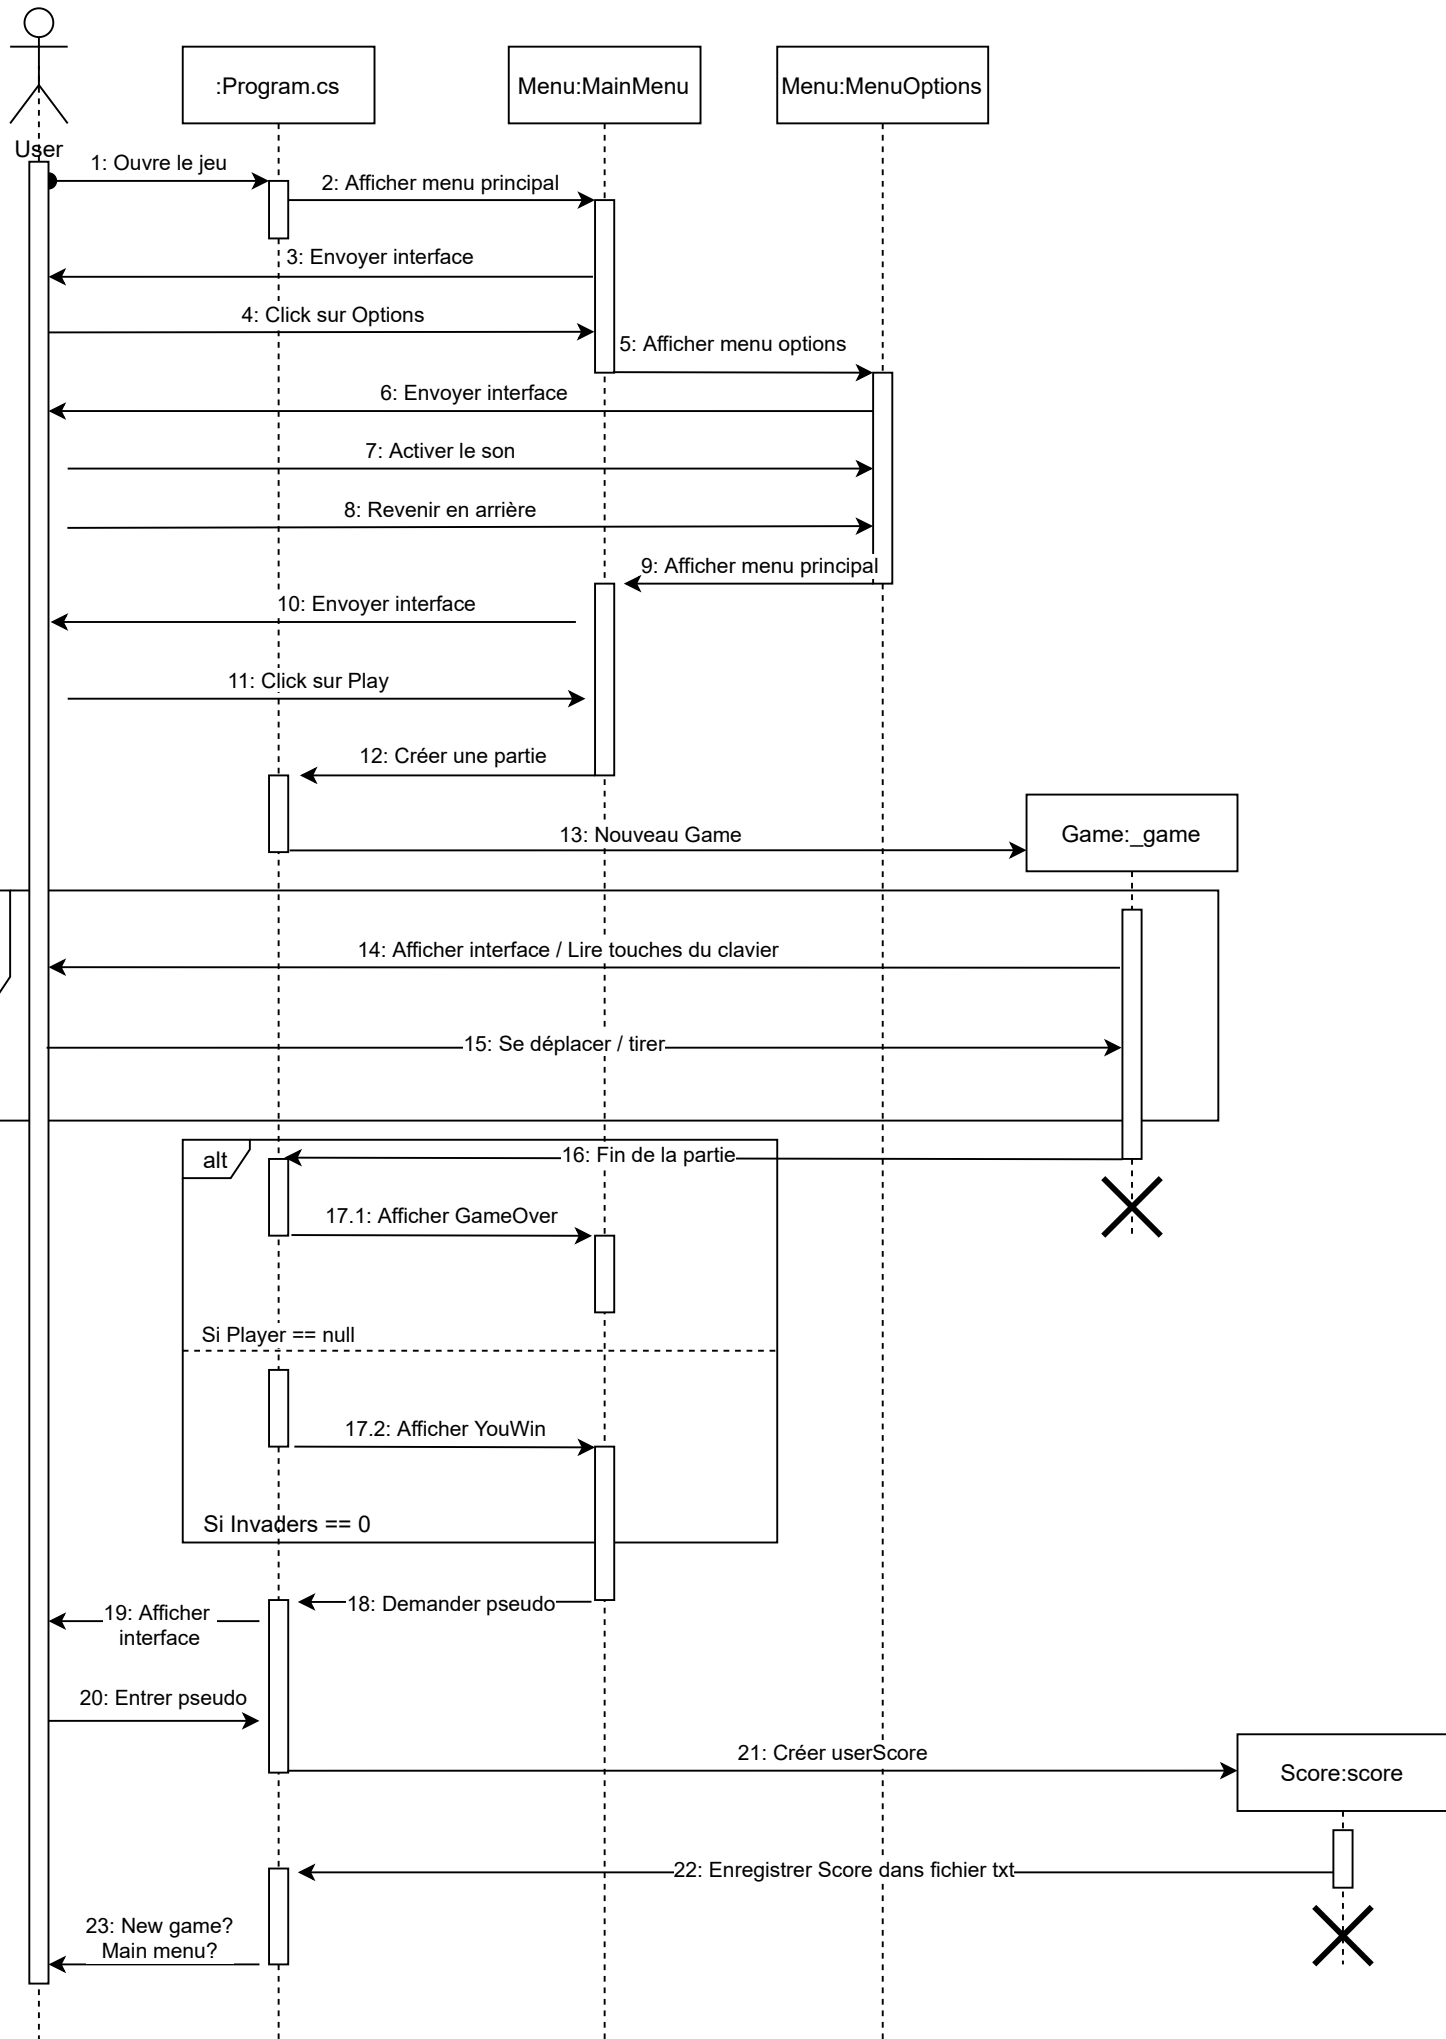 :Program.cs
Menu:MainMenu
Menu:MenuOptions
User
1: Ouvre le jeu
2: Afficher menu principal
3: Envoyer interface
4: Click sur Options
5: Afficher menu options
6: Envoyer interface
7: Activer le son
8: Revenir en arrière
9: Afficher menu principal
10: Envoyer interface
11: Click sur Play
12: Créer une partie
13: Nouveau Game
Game:_game
14: Afficher interface / Lire touches du clavier
15: Se déplacer / tirer
alt
16: Fin de la partie
17.1: Afficher GameOver
Si Player == null
17.2: Afficher YouWin
Si Invaders == 0
18: Demander pseudo
19: Afficher
interface
20: Entrer pseudo
21: Créer userScore
Score:score
22: Enregistrer Score dans fichier txt
23: New game?
Main menu?